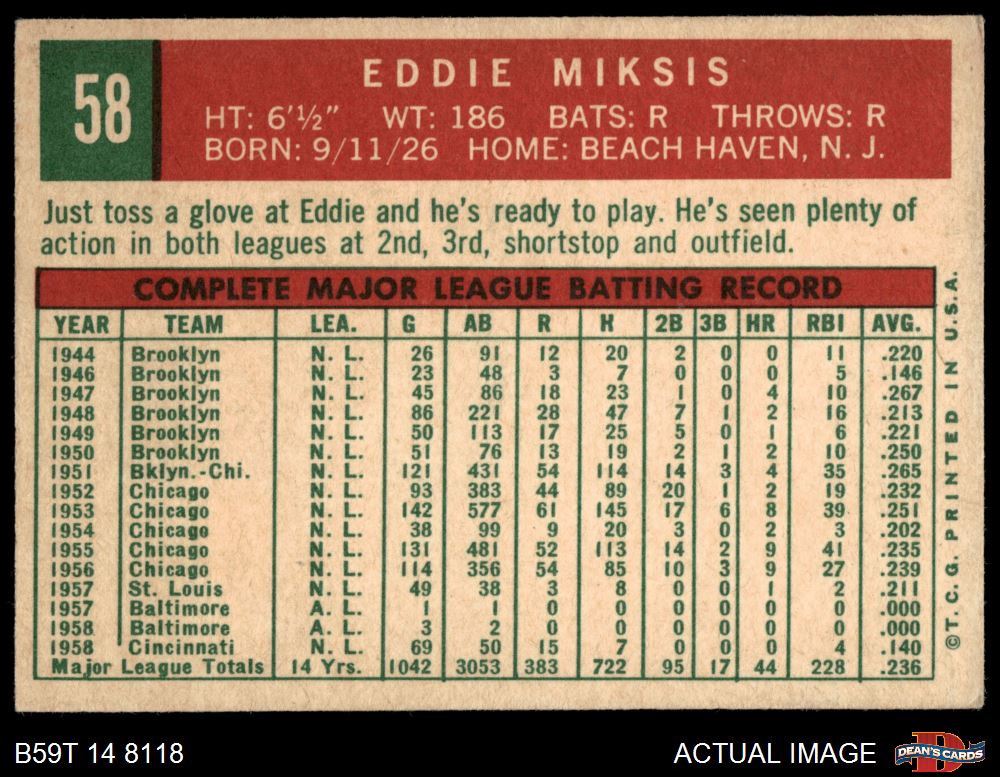 58
EDDIE MIKSIS
HT: 6'½" WT: 186 BATS: R THROWS: R
BORN: 9/11/26 HOME: BEACH HAVEN, N. J.
Just toss a glove at Eddie and he's ready to play. He's seen plenty of
action in both leagues at 2nd, 3rd, shortstop and outfield.
COMPLETE MAJOR LEAGUE BATTING RECORD
YEAR TEAM LEA. G AB R H 2B 3B HR RBI AVG.
1944 Brooklyn N. L. 26 91 12 20 2 0 0 11 .220
1946 Brooklyn N. L. 23 48 3 7 0 0 0 5 .146
1947 Brooklyn N. L. 45 86 18 23 1 0 4 10 .267
1948 Brooklyn N. L. 86 221 28 47 7 1 2 16 .213
1949 Brooklyn N. L. 50 113 17 25 5 0 1 6 .221
1950 Brooklyn N. L. 51 76 13 19 2 1 2 10 .250
1951 Bklyn.-Chi. N. L. 121 431 54 114 14 3 4 35 .265
1952 Chicago N. L. 93 383 44 89 20 1 2 19 .232
1953 Chicago N. L. 142 577 61 145 17 6 8 39 .251
1954 Chicago N. L. 38 99 9 20 3 0 2 3 .202
1955 Chicago N. L. 131 481 52 113 14 2 9 41 .235
1956 Chicago N. L. 114 356 54 85 10 3 9 27 .239
1957 St. Louis N. L. 49 38 3 8 0 0 1 2 .211
1957 Baltimore A. L. 1 1 0 0 0 0 0 0 .000
1958 Baltimore A. L. 3 2 0 0 0 0 0 0 .000
1958 Cincinnati N. L. 69 50 15 7 0 0 0 4 .140
Major League Totals 14 Yrs. 1042 3053 383 722 95 17 44 228 .236
©T. C. G. PRINTED IN U.S.A.
B59T 14 8118
ACTUAL IMAGE
D
DEAN'S CARDS